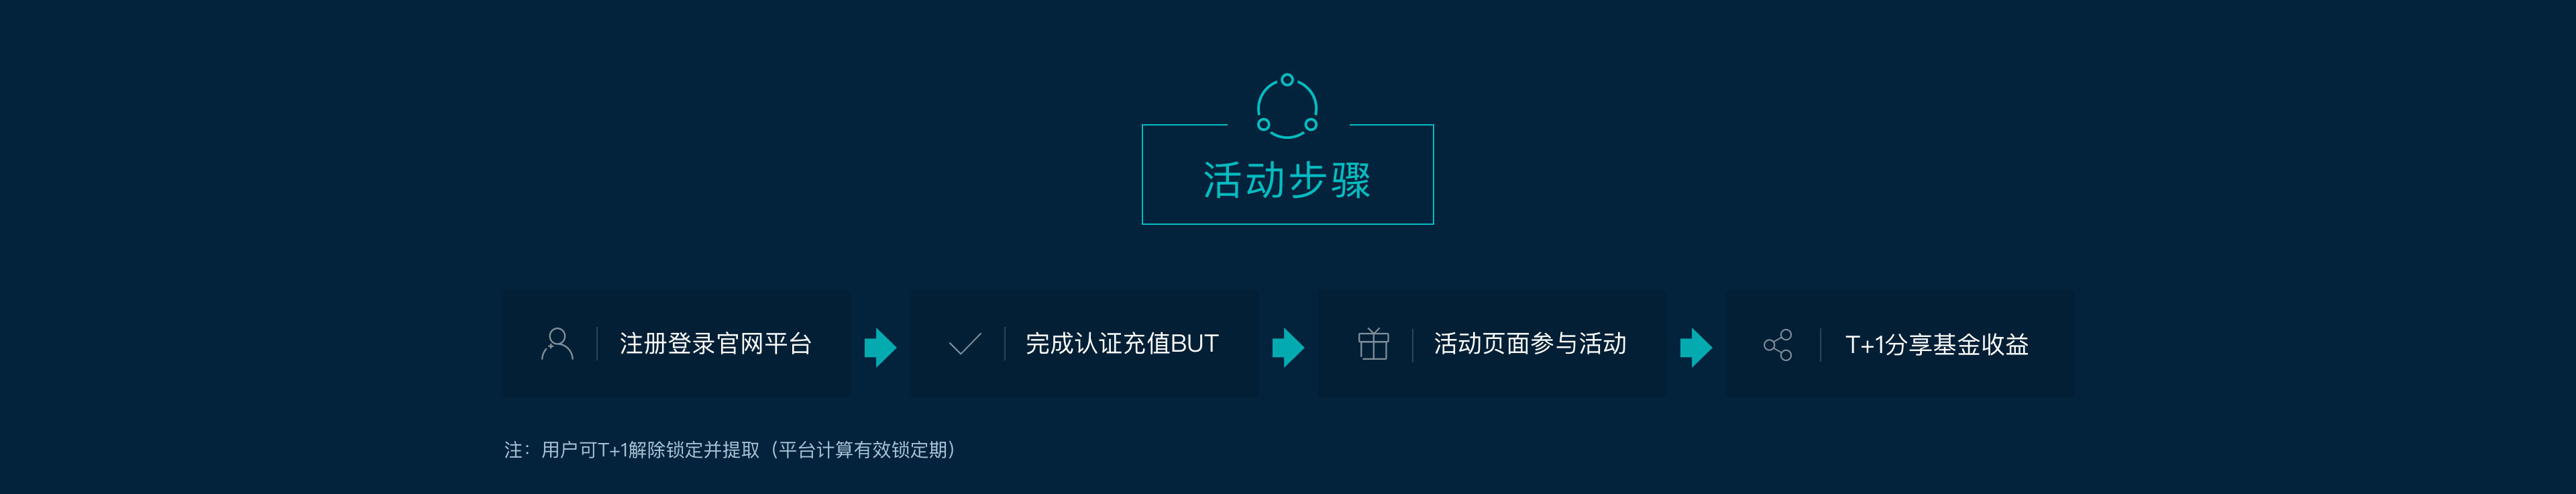 活动步骤
注册登录官网平台
完成认证充值BUT
活动页面参与活动
T+1分享基金收益
注：用户可T+1解除锁定并提取（平台计算有效锁定期）